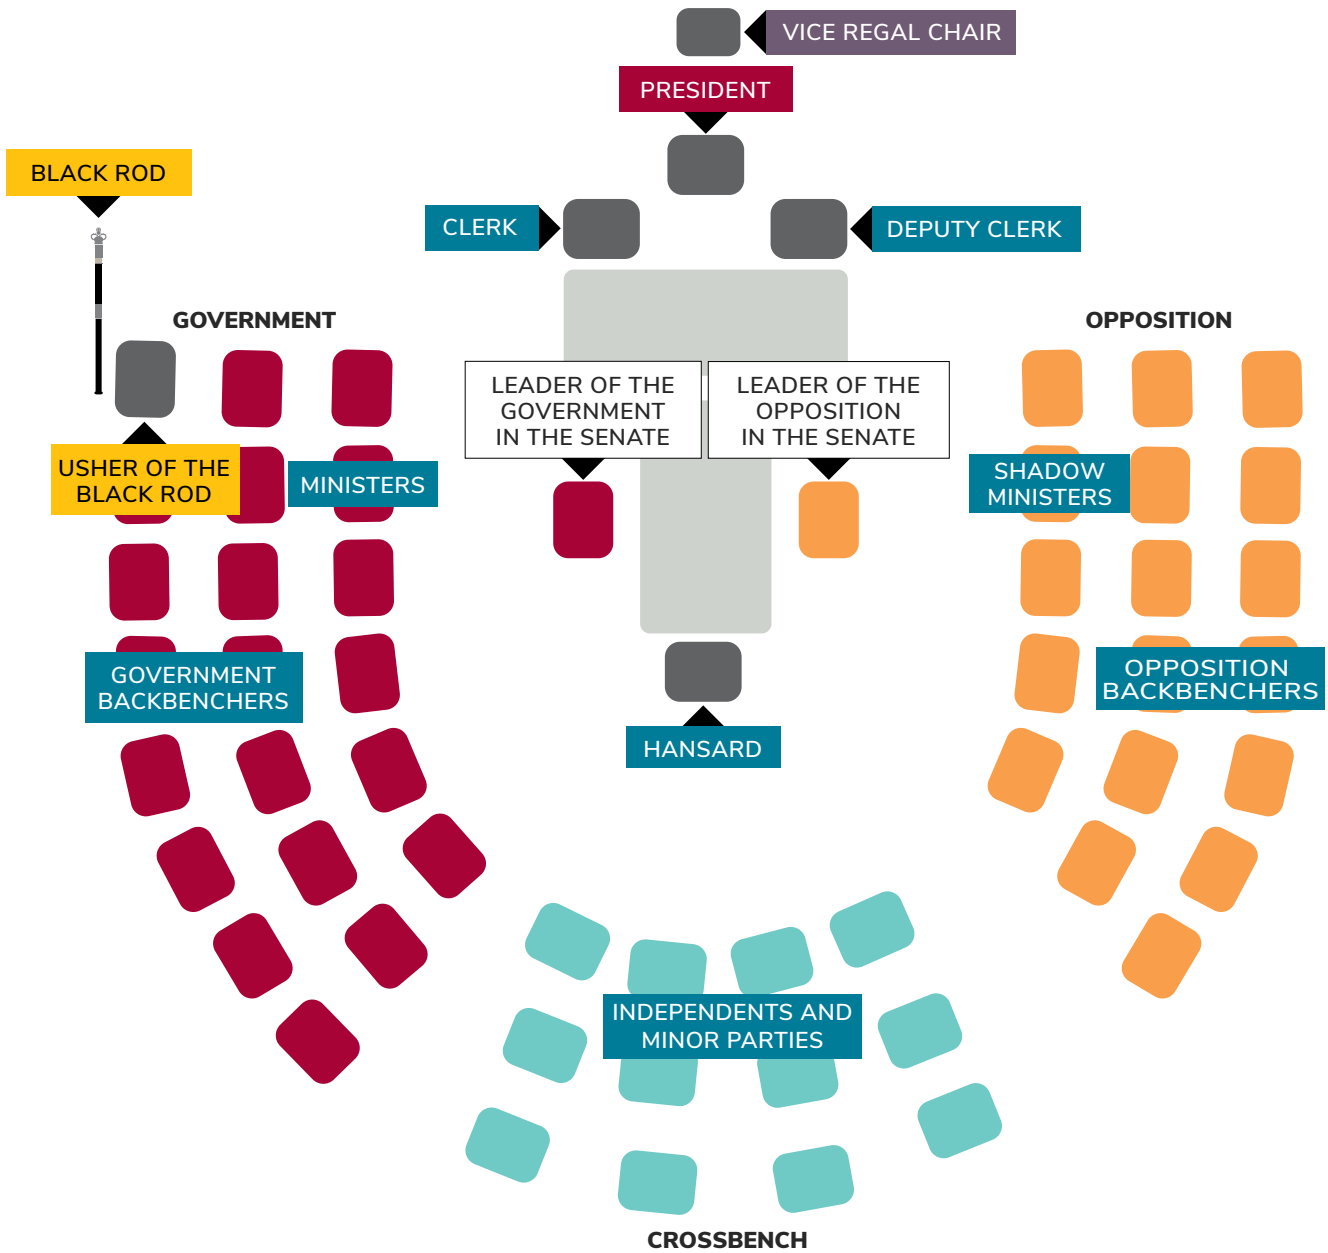 VICE REGAL CHAIR
PRESIDENT
BLACK ROD
CLERK
DEPUTY CLERK
GOVERNMENT
OPPOSITION
LEADER OF THE
GOVERNMENT
IN THE SENATE
LEADER OF THE
OPPOSITION
IN THE SENATE
USHER OF THE
BLACK ROD
MINISTERS
SHADOW
MINISTERS
GOVERNMENT
BACKBENCHERS
OPPOSITION
BACKBENCHERS
HANSARD
INDEPENDENTS AND
MINOR PARTIES
CROSSBENCH